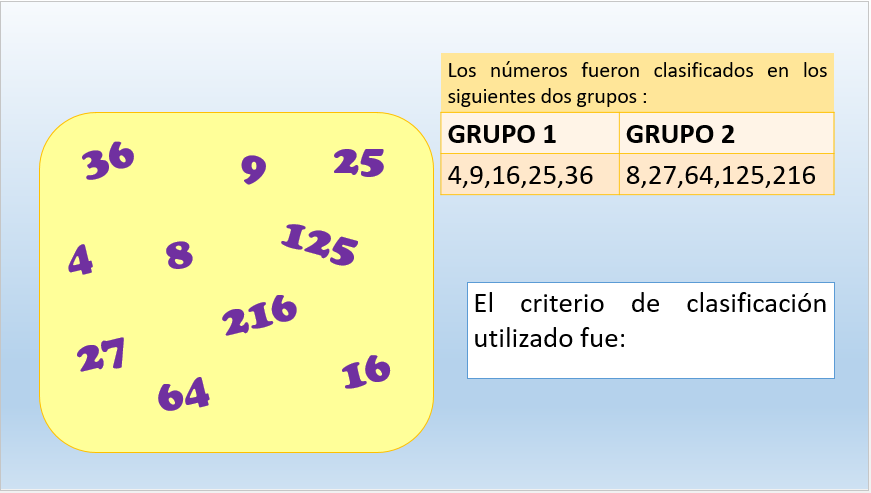 Los números fueron clasificados en los
siguientes dos grupos :
GRUPO 1 GRUPO 2
4,9,16,25,36 8,27,64,125,216
36 9 25
4 8 125
216
27
64 16
El criterio de clasificación
utilizado fue: